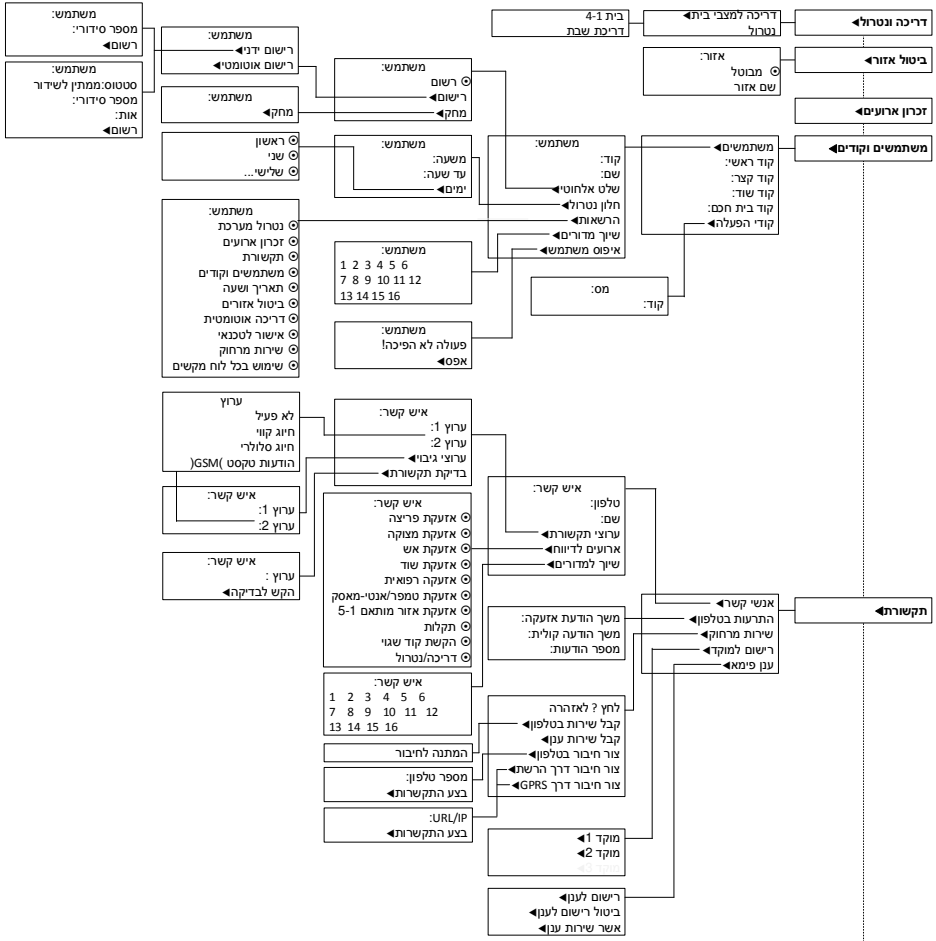 דריכה ונטרול◄
דריכה למצבי בית◄
נטרול
בית 4-1
דריכת שבת
ביטול אזור◄
אזור:
מבוטל
שם אזור
זכרון ארועים◄
משתמשים וקודים◄
משתמשים◄
קוד ראשי:
קוד קצר:
קוד שוד:
קוד בית חכם:
קודי הפעלה◄
מס:
קוד:
משתמש:
קוד:
שם:
שלט אלחוטי◄
חלון נטרול◄
הרשאות◄
שיוך מדורים◄
איפוס משתמש◄
משתמש:
רשום
רישום◄
מחק◄
משתמש:
רישום ידני◄
רישום אוטומטי◄
משתמש:
מספר סידורי:
רשום◄
משתמש:
סטטוס:ממתין לשידור
מספר סידורי:
אות:
רשום◄
משתמש:
מחק◄
משתמש:
משעה:
עד שעה:
ימים◄
ראשון
שני
שלישי...
משתמש:
נטרול מערכת
זכרון ארועים
תקשורת
משתמשים וקודים
תאריך ושעה
ביטול אזורים
דריכה אוטומטית
אישור לטכנאי
שירות מרחוק
שימוש בכל לוח מקשים
משתמש:
1 2 3 4 5 6
7 8 9 10 11 12
13 14 15 16
משתמש:
פעולה לא הפיכה!
אפס◄
תקשורת◄
אנשי קשר◄
התרעות בטלפון◄
שירות מרחוק◄
רישום למוקד◄
ענן פימא◄
איש קשר:
טלפון:
שם:
ערוצי תקשורת◄
ארועים לדיווח◄
שיוך למדורים◄
איש קשר:
ערוץ 1:
ערוץ 2:
ערוצי גיבוי◄
בדיקת תקשורת◄
ערוץ
לא פעיל
חיוג קווי
חיוג סלולרי
הודעות טקסט )GSM(
איש קשר:
ערוץ 1:
ערוץ 2:
איש קשר:
ערוץ :
הקש לבדיקה◄
איש קשר:
אזעקת פריצה
אזעקת מצוקה
אזעקת אש
אזעקת שוד
אזעקה רפואית
אזעקת טמפר/אנטי-מאסק
אזעקת אזור מותאם 5-1
תקלות
הקשת קוד שגוי
דריכה/נטרול
איש קשר:
1 2 3 4 5 6
7 8 9 10 11 12
13 14 15 16
משך הודעת אזעקה:
משך הודעה קולית:
מספר הודעות:
לחץ ? לאזהרה
קבל שירות בטלפון◄
קבל שירות ענן◄
צור חיבור בטלפון◄
צור חיבור דרך הרשת◄
צור חיבור דרך GPRS◄
המתנה לחיבור
מספר טלפון:
בצע התקשרות◄
URL/IP:
בצע התקשרות◄
מוקד 1◄
מוקד 2◄
רישום לענן◄
ביטול רישום לענן◄
אשר שירות ענן◄